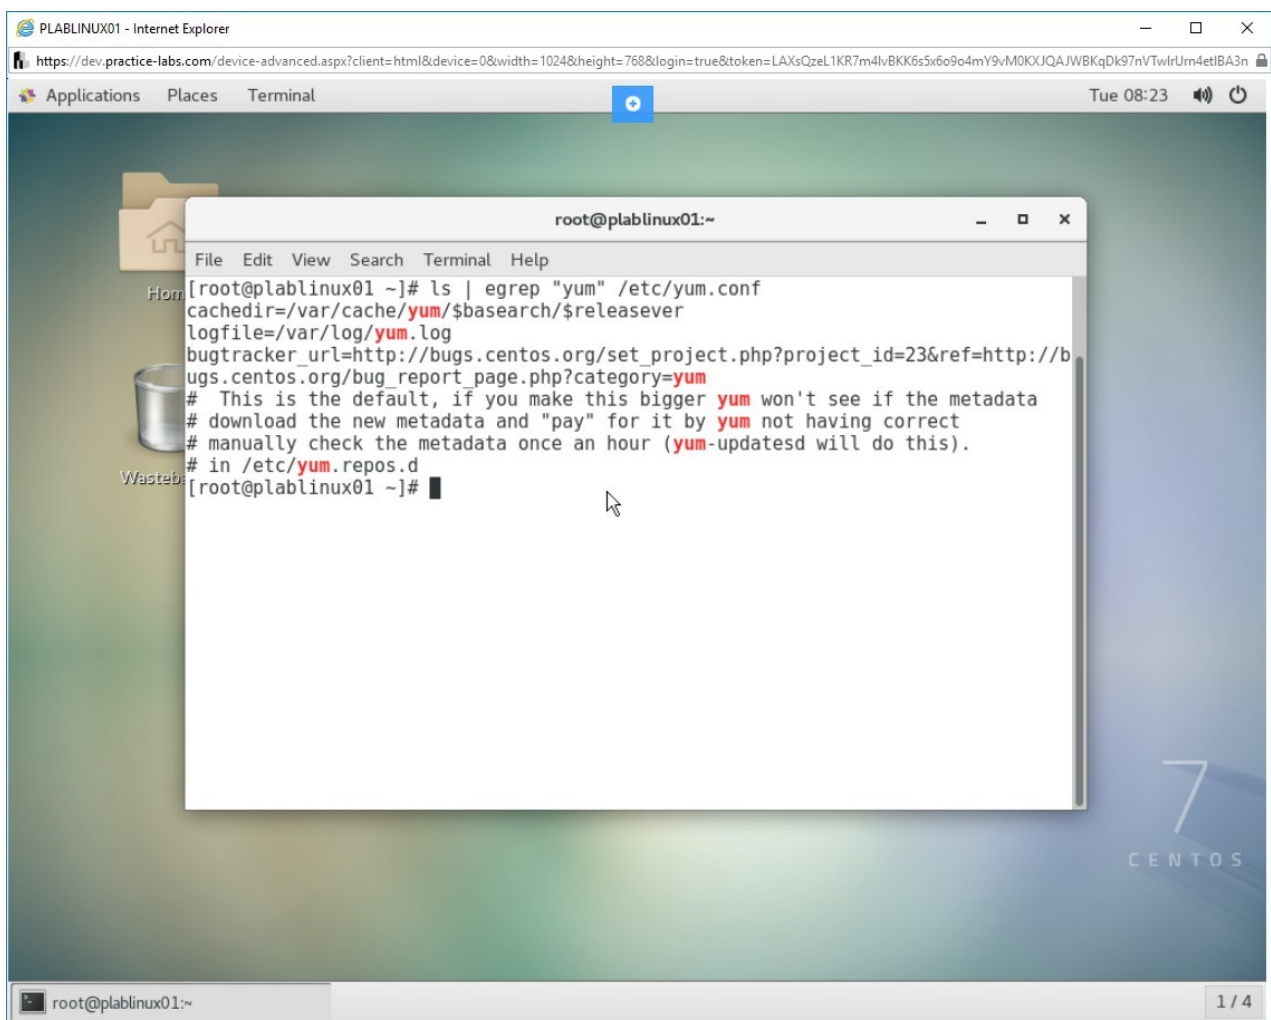 PLABLINUX01 - Internet Explorer
https://dev.practice-labs.com/device-advanced.aspx?client=html&device=0&width=1024&height=768&login=true&token=
Applications Places Terminal Tue 08:23
root@plablinux01:~
File Edit View Search Terminal Help
[root@plablinux01 ~]# ls | egrep "yum" /etc/yum.conf
cachedir=/var/cache/yum/$basearch/$releasever
logfile=/var/log/yum.log
bugtracker_url=http://bugs.centos.org/set_project.php?project_id=23&ref=http://b
ugs.centos.org/bug_report_page.php?category=yum
#  This is the default, if you make this bigger yum won't see if the metadata
# download the new metadata and "pay" for it by yum not having correct
# manually check the metadata once an hour (yum-updatesd will do this).
# in /etc/yum.repos.d
[root@plablinux01 ~]#
Hom
Wasteb
7
CENTOS
root@plablinux01:~
1 / 4